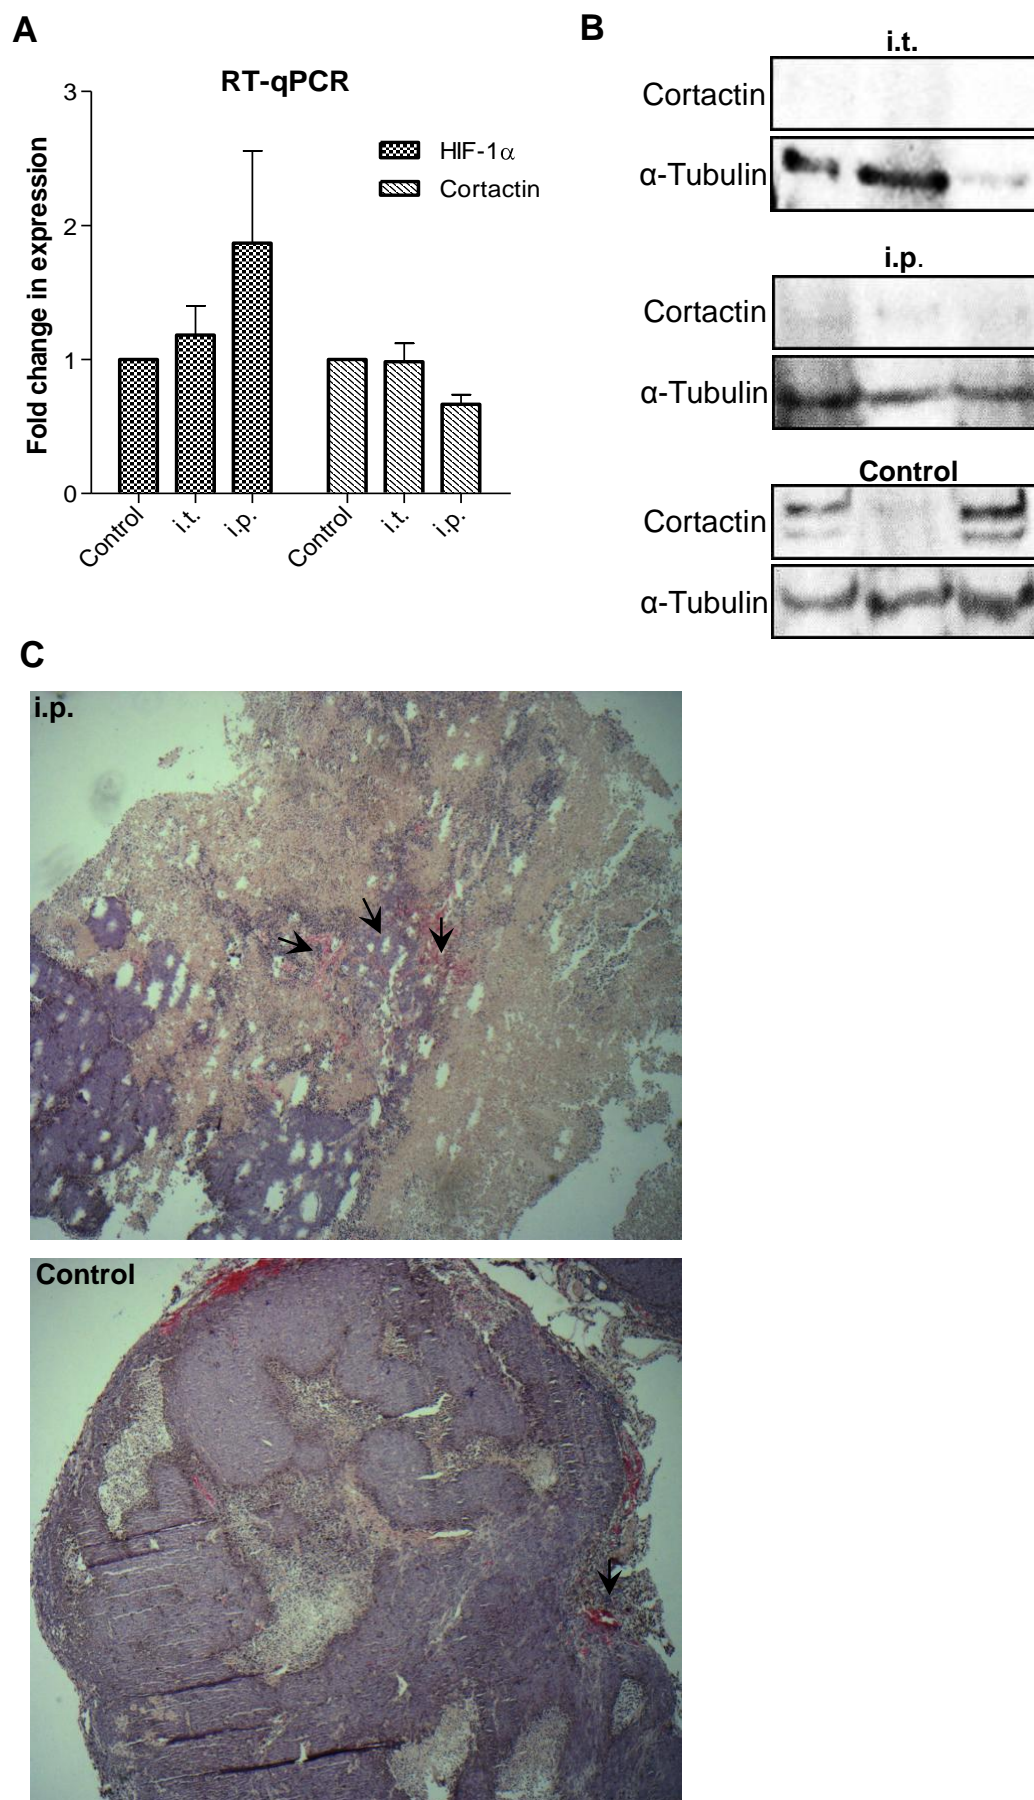 A
RT-qPCR
Fold change in expression
3
2
1
0
HIF-1α
Cortactin
Control
i.t.
i.p.
Control
i.t.
i.p.
B
i.t.
Cortactin
α-Tubulin
i.p.
Cortactin
α-Tubulin
Control
Cortactin
α-Tubulin
C
i.p.
Control